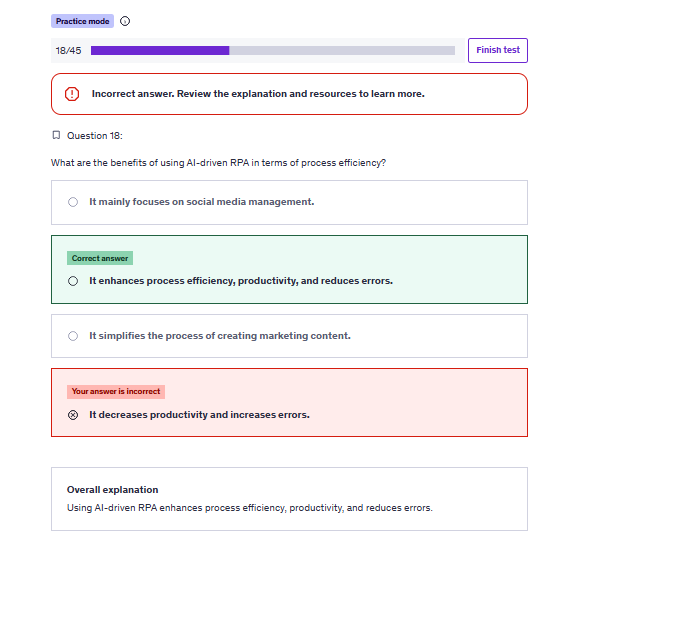 Practice mode
18/45
Finish test
Incorrect answer. Review the explanation and resources to learn more.
Question 18:
What are the benefits of using AI-driven RPA in terms of process efficiency?
It mainly focuses on social media management.
Correct answer
It enhances process efficiency, productivity, and reduces errors.
It simplifies the process of creating marketing content.
Your answer is incorrect
It decreases productivity and increases errors.
Overall explanation
Using AI-driven RPA enhances process efficiency, productivity, and reduces errors.